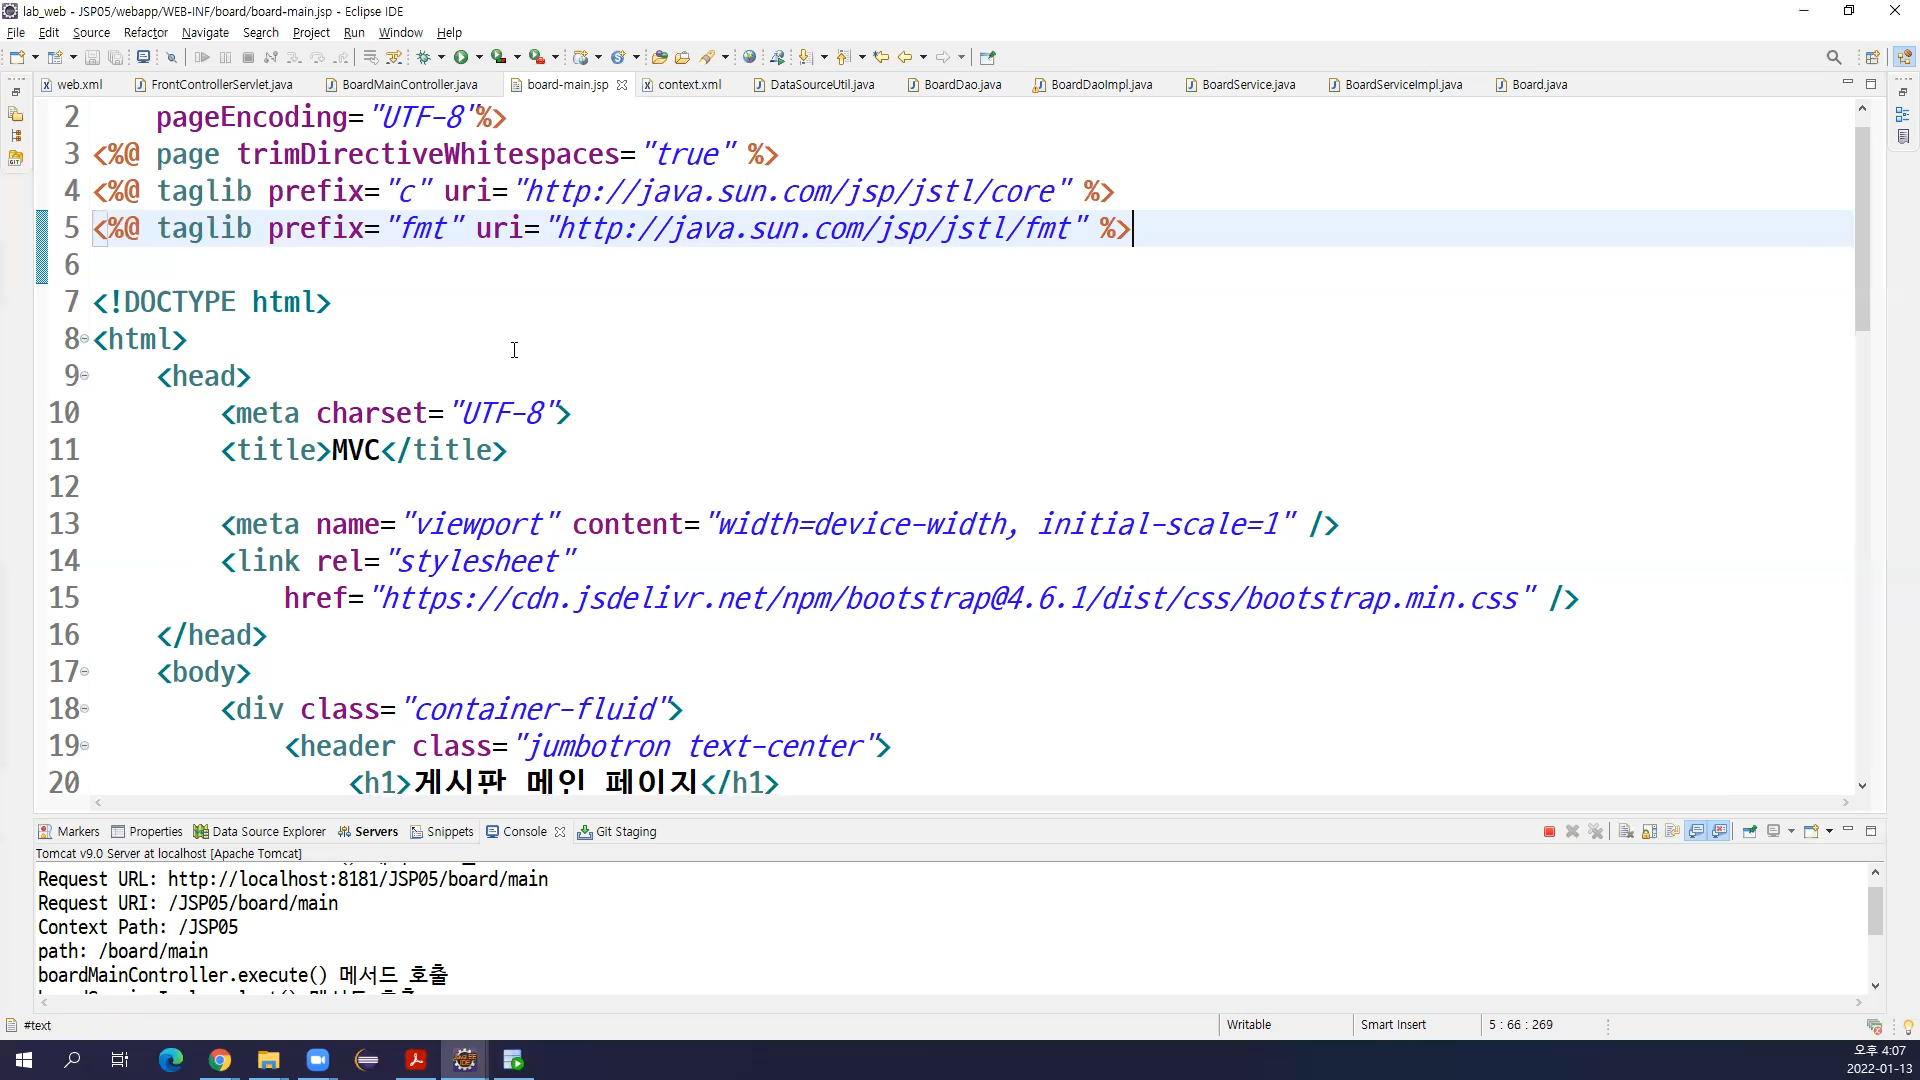 lab_web - JSP05/webapp/WEB-INF/board/board-main.jsp - Eclipse IDE
File Edit Source Refactor Navigate Search Project Run Window Help
web.xml FrontControllerServlet.java BoardMainController.java board-main.jsp context.xml DataSourceUtil.java BoardDao.java BoardDaoImpl.java BoardService.java BoardServiceImpl.java Board.java
2 pageEncoding="UTF-8"%>
3 <%@ page trimDirectiveWhitespaces="true" %>
4 <%@ taglib prefix="c" uri="http://java.sun.com/jsp/jstl/core" %>
5 <%@ taglib prefix="fmt" uri="http://java.sun.com/jsp/jstl/fmt" %>
6
7 <!DOCTYPE html>
8 <html>
9 <head>
10 <meta charset="UTF-8">
11 <title>MVC</title>
12
13 <meta name="viewport" content="width=device-width, initial-scale=1" />
14 <link rel="stylesheet"
15 href="https://cdn.jsdelivr.net/npm/bootstrap@4.6.1/dist/css/bootstrap.min.css" />
16 </head>
17 <body>
18 <div class="container-fluid">
19 <header class="jumbotron text-center">
20 <h1>게시판 메인 페이지</h1>
Markers Properties Data Source Explorer Servers Snippets Console Git Staging
Tomcat v9.0 Server at localhost [Apache Tomcat]
Request URL: http://localhost:8181/JSP05/board/main
Request URI: /JSP05/board/main
Context Path: /JSP05
path: /board/main
boardMainController.execute() 메서드 호출
#text Writable Smart Insert 5 : 66 : 269
오후 4:07
2022-01-13